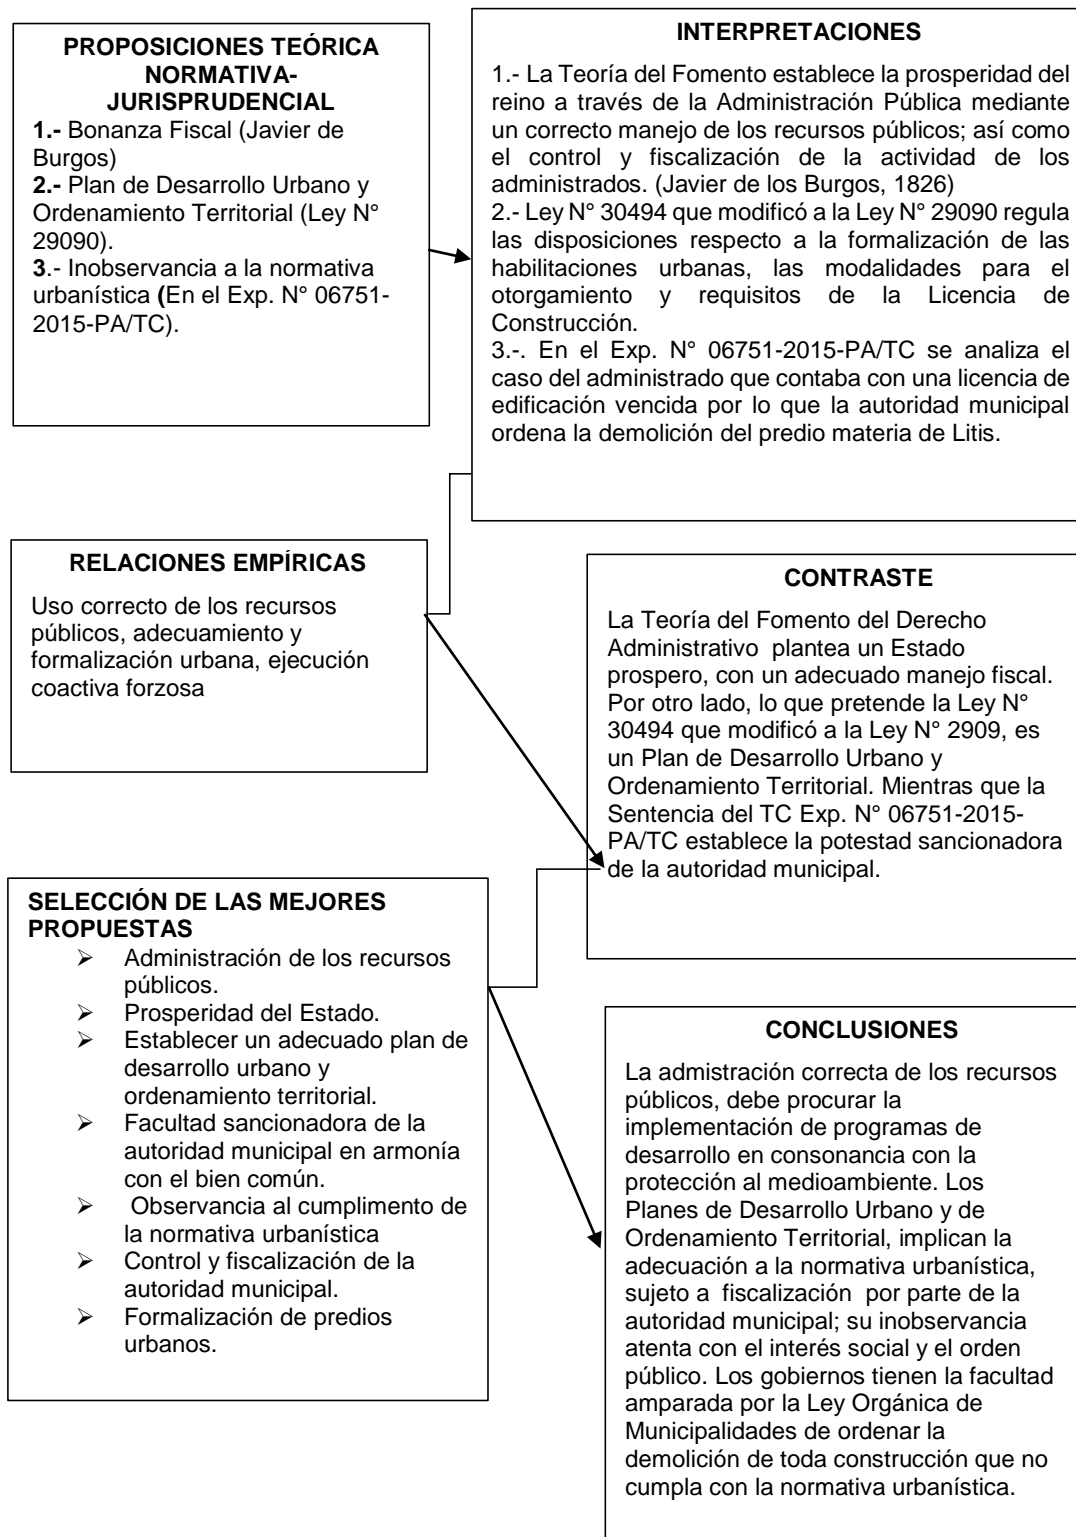 PROPOSICIONES TEÓRICA
NORMATIVA-
JURISPRUDENCIAL
1.- Bonanza Fiscal (Javier de
Burgos)
2.- Plan de Desarrollo Urbano y
Ordenamiento Territorial (Ley N°
29090).
3.- Inobservancia a la normativa
urbanística (En el Exp. N° 06751-
2015-PA/TC).
INTERPRETACIONES
1.- La Teoría del Fomento establece la prosperidad del
reino a través de la Administración Pública mediante
un correcto manejo de los recursos públicos; así como
el control y fiscalización de la actividad de los
administrados. (Javier de los Burgos, 1826)
2.- Ley N° 30494 que modificó a la Ley N° 29090 regula
las disposiciones respecto a la formalización de las
habilitaciones urbanas, las modalidades para el
otorgamiento y requisitos de la Licencia de
Construcción.
3.-. En el Exp. N° 06751-2015-PA/TC se analiza el
caso del administrado que contaba con una licencia de
edificación vencida por lo que la autoridad municipal
ordena la demolición del predio materia de Litis.
RELACIONES EMPÍRICAS
Uso correcto de los recursos
públicos, adecuamiento y
formalización urbana, ejecución
coactiva forzosa
CONTRASTE
La Teoría del Fomento del Derecho
Administrativo plantea un Estado
prospero, con un adecuado manejo fiscal.
Por otro lado, lo que pretende la Ley N°
30494 que modificó a la Ley N° 2909, es
un Plan de Desarrollo Urbano y
Ordenamiento Territorial. Mientras que la
Sentencia del TC Exp. N° 06751-2015-
PA/TC establece la potestad sancionadora
de la autoridad municipal.
SELECCIÓN DE LAS MEJORES
PROPUESTAS
➢ Administración de los recursos
públicos.
➢ Prosperidad del Estado.
➢ Establecer un adecuado plan de
desarrollo urbano y
ordenamiento territorial.
➢ Facultad sancionadora de la
autoridad municipal en armonía
con el bien común.
➢ Observancia al cumplimento de
la normativa urbanística
➢ Control y fiscalización de la
autoridad municipal.
➢ Formalización de predios
urbanos.
CONCLUSIONES
La admistración correcta de los recursos
públicos, debe procurar la
implementación de programas de
desarrollo en consonancia con la
protección al medioambiente. Los
Planes de Desarrollo Urbano y de
Ordenamiento Territorial, implican la
adecuación a la normativa urbanística,
sujeto a fiscalización por parte de la
autoridad municipal; su inobservancia
atenta con el interés social y el orden
público. Los gobiernos tienen la facultad
amparada por la Ley Orgánica de
Municipalidades de ordenar la
demolición de toda construcción que no
cumpla con la normativa urbanística.